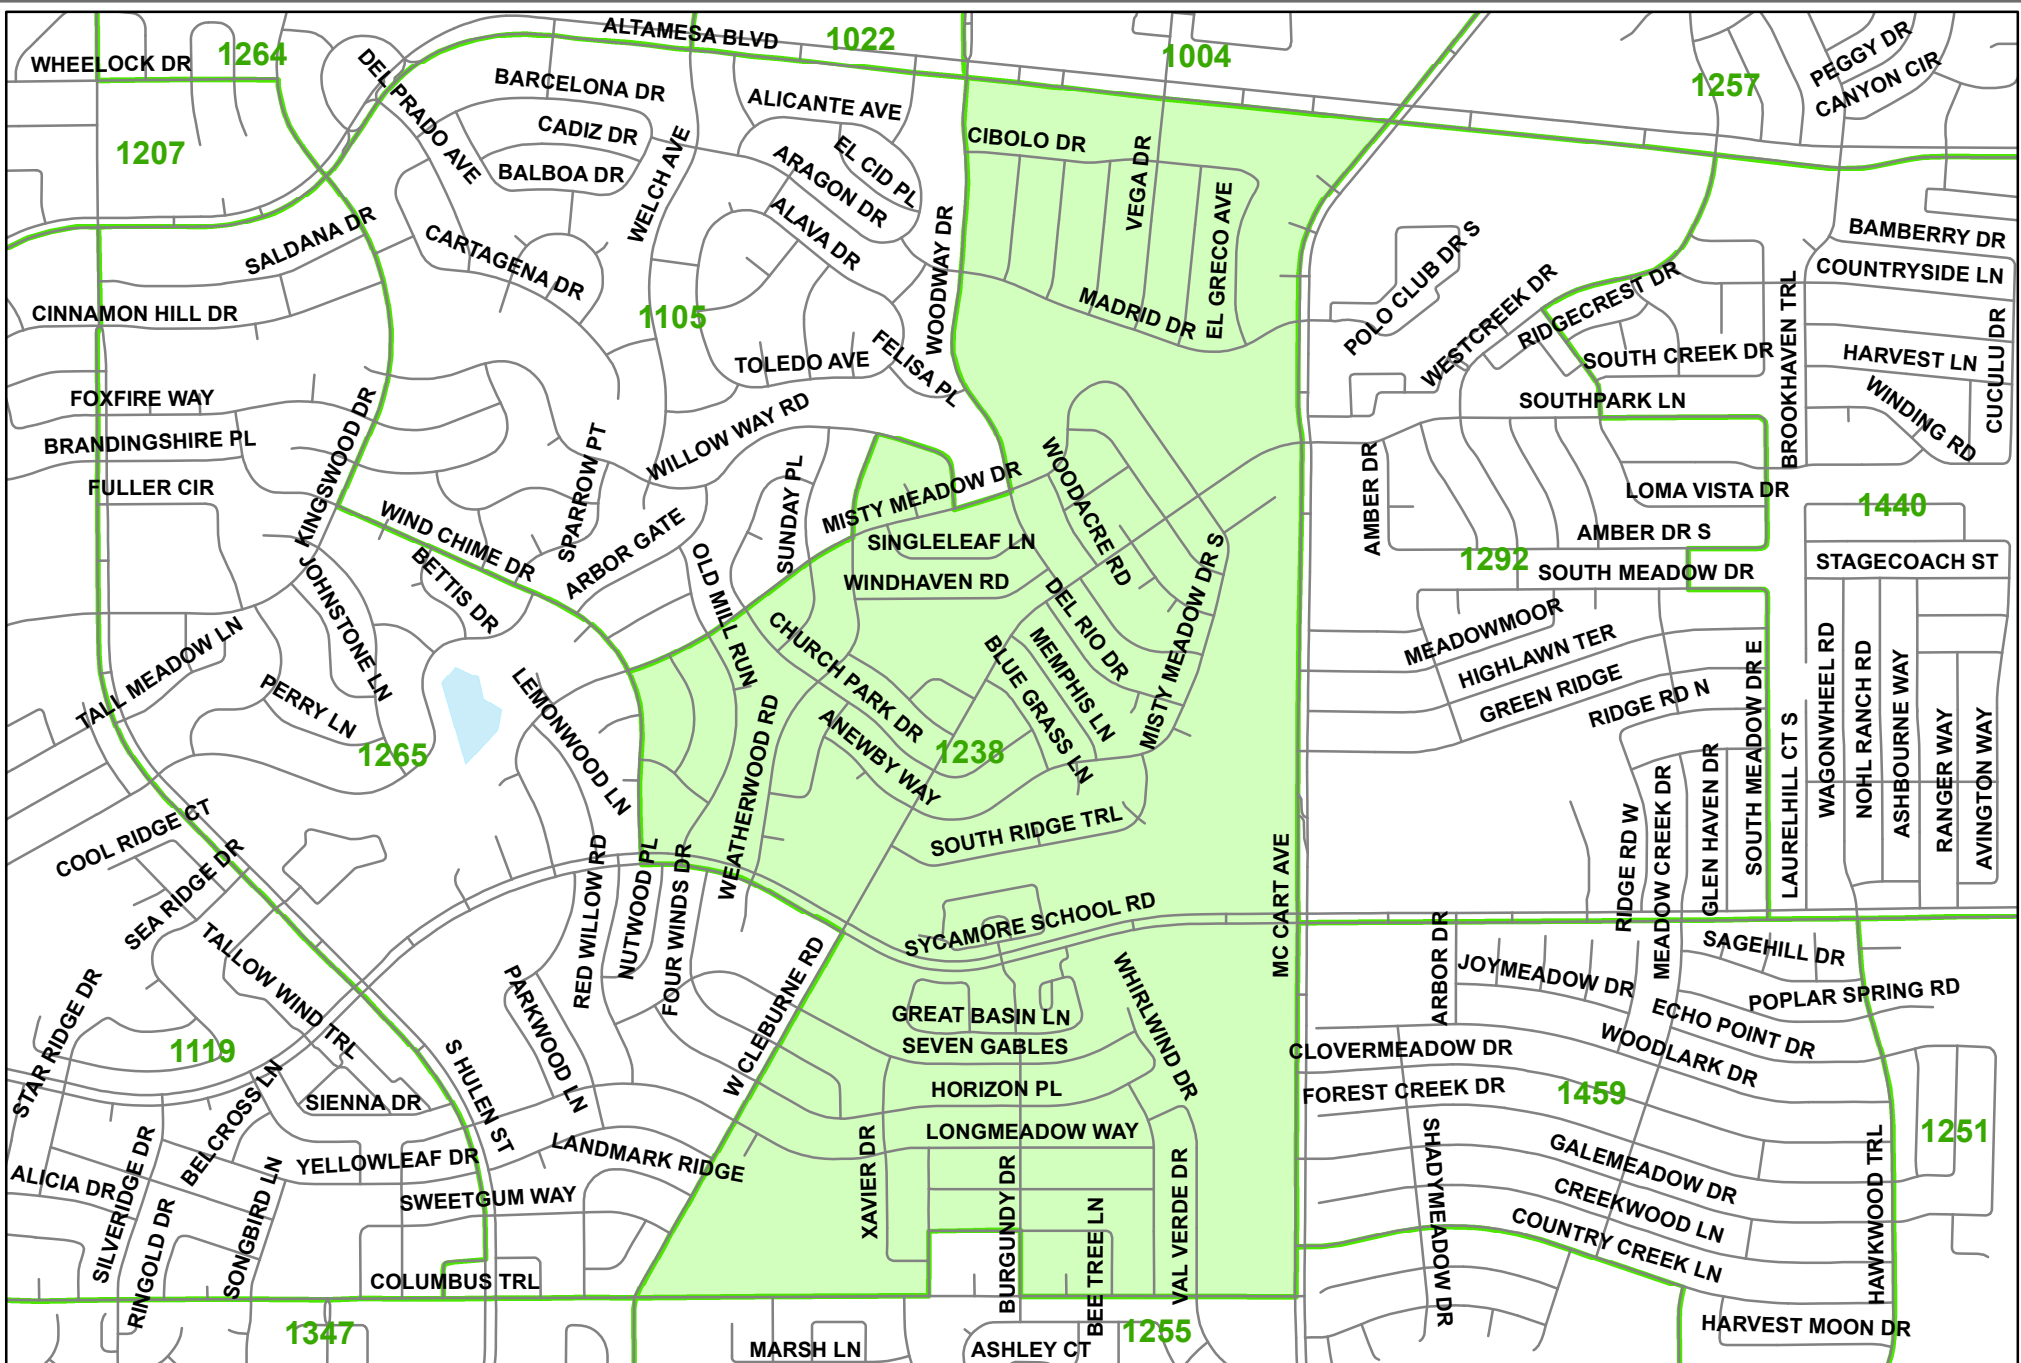 ALTAMESA BLVD
1022
1264
WHEELOCK DR
1004
1257
PEGGY DR
CANYON CIR
DEL PRADO AVE
BARCELONA DR
ALICANTE AVE
CADIZ DR
CIBOLO DR
VEGA DR
1207
BALBOA DR
WELCH AVE
EL CID PL
ARAGON DR
EL GRECO AVE
ALAVA DR
WOODWAY DR
SALDANA DR
CARTAGENA DR
POLO CLUB DR S
BAMBERRY DR
COUNTRYSIDE LN
WESTCREEK DR
RIDGECREST DR
BROOKHAVEN TRL
CINNAMON HILL DR
1105
MADRID DR
CUCULU DR
TOLEDO AVE
FELISA PL
SOUTH CREEK DR
HARVEST LN
FOXFIRE WAY
SOUTHPARK LN
WINDING RD
BRANDINGSHIRE PL
KINGSWOOD DR
WILLOW WAY RD
FULLER CIR
SPARROW PT
SUNDAY PL
MISTY MEADOW DR
WOODACRE RD
AMBER DR
LOMA VISTA DR
1440
WIND CHIME DR
ARBOR GATE
SINGLELEAF LN
AMBER DR S
1292
STAGECOACH ST
BETTIS DR
OLD MILL RUN
WINDHAVEN RD
SOUTH MEADOW DR
JOHNSTONE LN
CHURCH PARK DR
DEL RIO DR
MISTY MEADOW DR S
MEADOWMOOR
HIGHLAWN TER
TALL MEADOW LN
MEMPHIS LN
BLUE GRASS LN
GREEN RIDGE
RIDGE RD N
SOUTH MEADOW DR E
LAURELHILL CT S
WAGONWHEEL RD
NOHL RANCH RD
ASHBOURNE WAY
RANGER WAY
AVINGTON WAY
PERRY LN
1265
LEMONWOOD LN
WEATHERWOOD RD
ANEWBY WAY
1238
SOUTH RIDGE TRL
MC CART AVE
RIDGE RD W
MEADOW CREEK DR
GLEN HAVEN DR
COOL RIDGE CT
SEA RIDGE DR
RED WILLOW RD
NUTWOOD PL
FOUR WINDS DR
SYCAMORE SCHOOL RD
TALLOW WIND TRL
STAR RIDGE DR
PARKWOOD LN
W CLEBURNE RD
WHIRLWIND DR
ARBOR DR
JOYMEADOW DR
SAGEHILL DR
POPLAR SPRING RD
ECHO POINT DR
WOODLARK DR
GREAT BASIN LN
SEVEN GABLES
1119
S HULEN ST
CLOVERMEADOW DR
HORIZON PL
FOREST CREEK DR
1459
SIENNA DR
BELCROSS LN
LONGMEADOW WAY
1251
SILVERIDGE DR
YELLOWLEAF DR
LANDMARK RIDGE
XAVIER DR
SHADYMEADOW DR
GALEMEADOW DR
HAWKWOOD TRL
ALICIA DR
SWEETGUM WAY
BURGUNDY DR
BEE TREE LN
VAL VERDE DR
CREEKWOOD LN
COUNTRY CREEK LN
RINGOLD DR
SONGBIRD LN
COLUMBUS TRL
1347
1255
HARVEST MOON DR
MARSH LN
ASHLEY CT